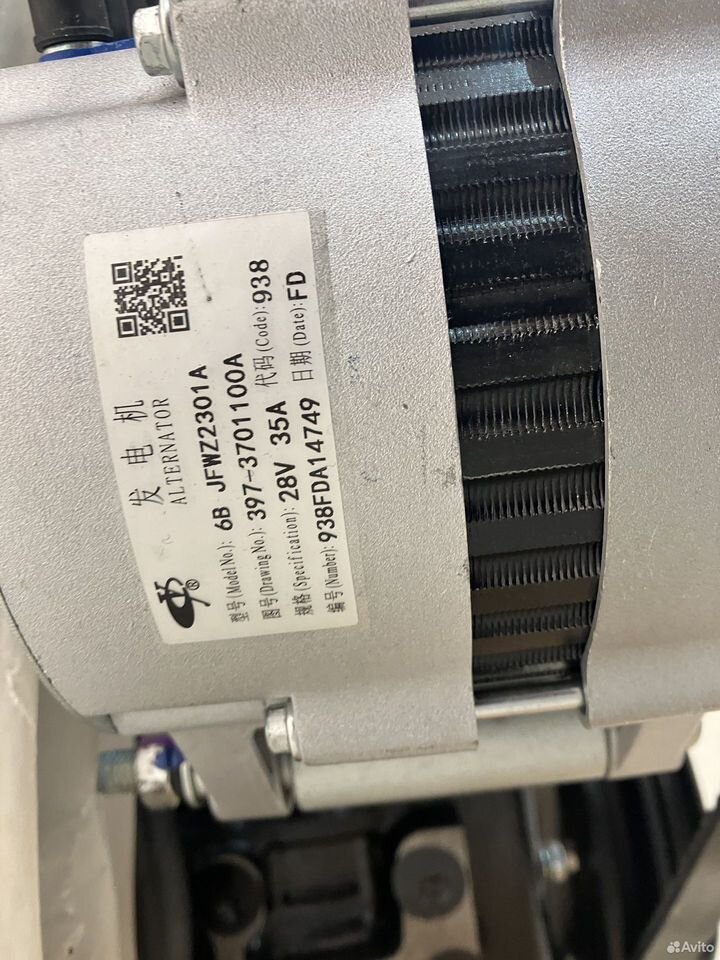 发电机
ALTERNATOR
®
型号(Model No.): 6B JFWZ2301A
图号(Drawing No.): 397-3701100A
规格(Specification): 28V 35A 代码(Code): 938
编号(Number): 938FDA14749 日期(Date): FD
Avito